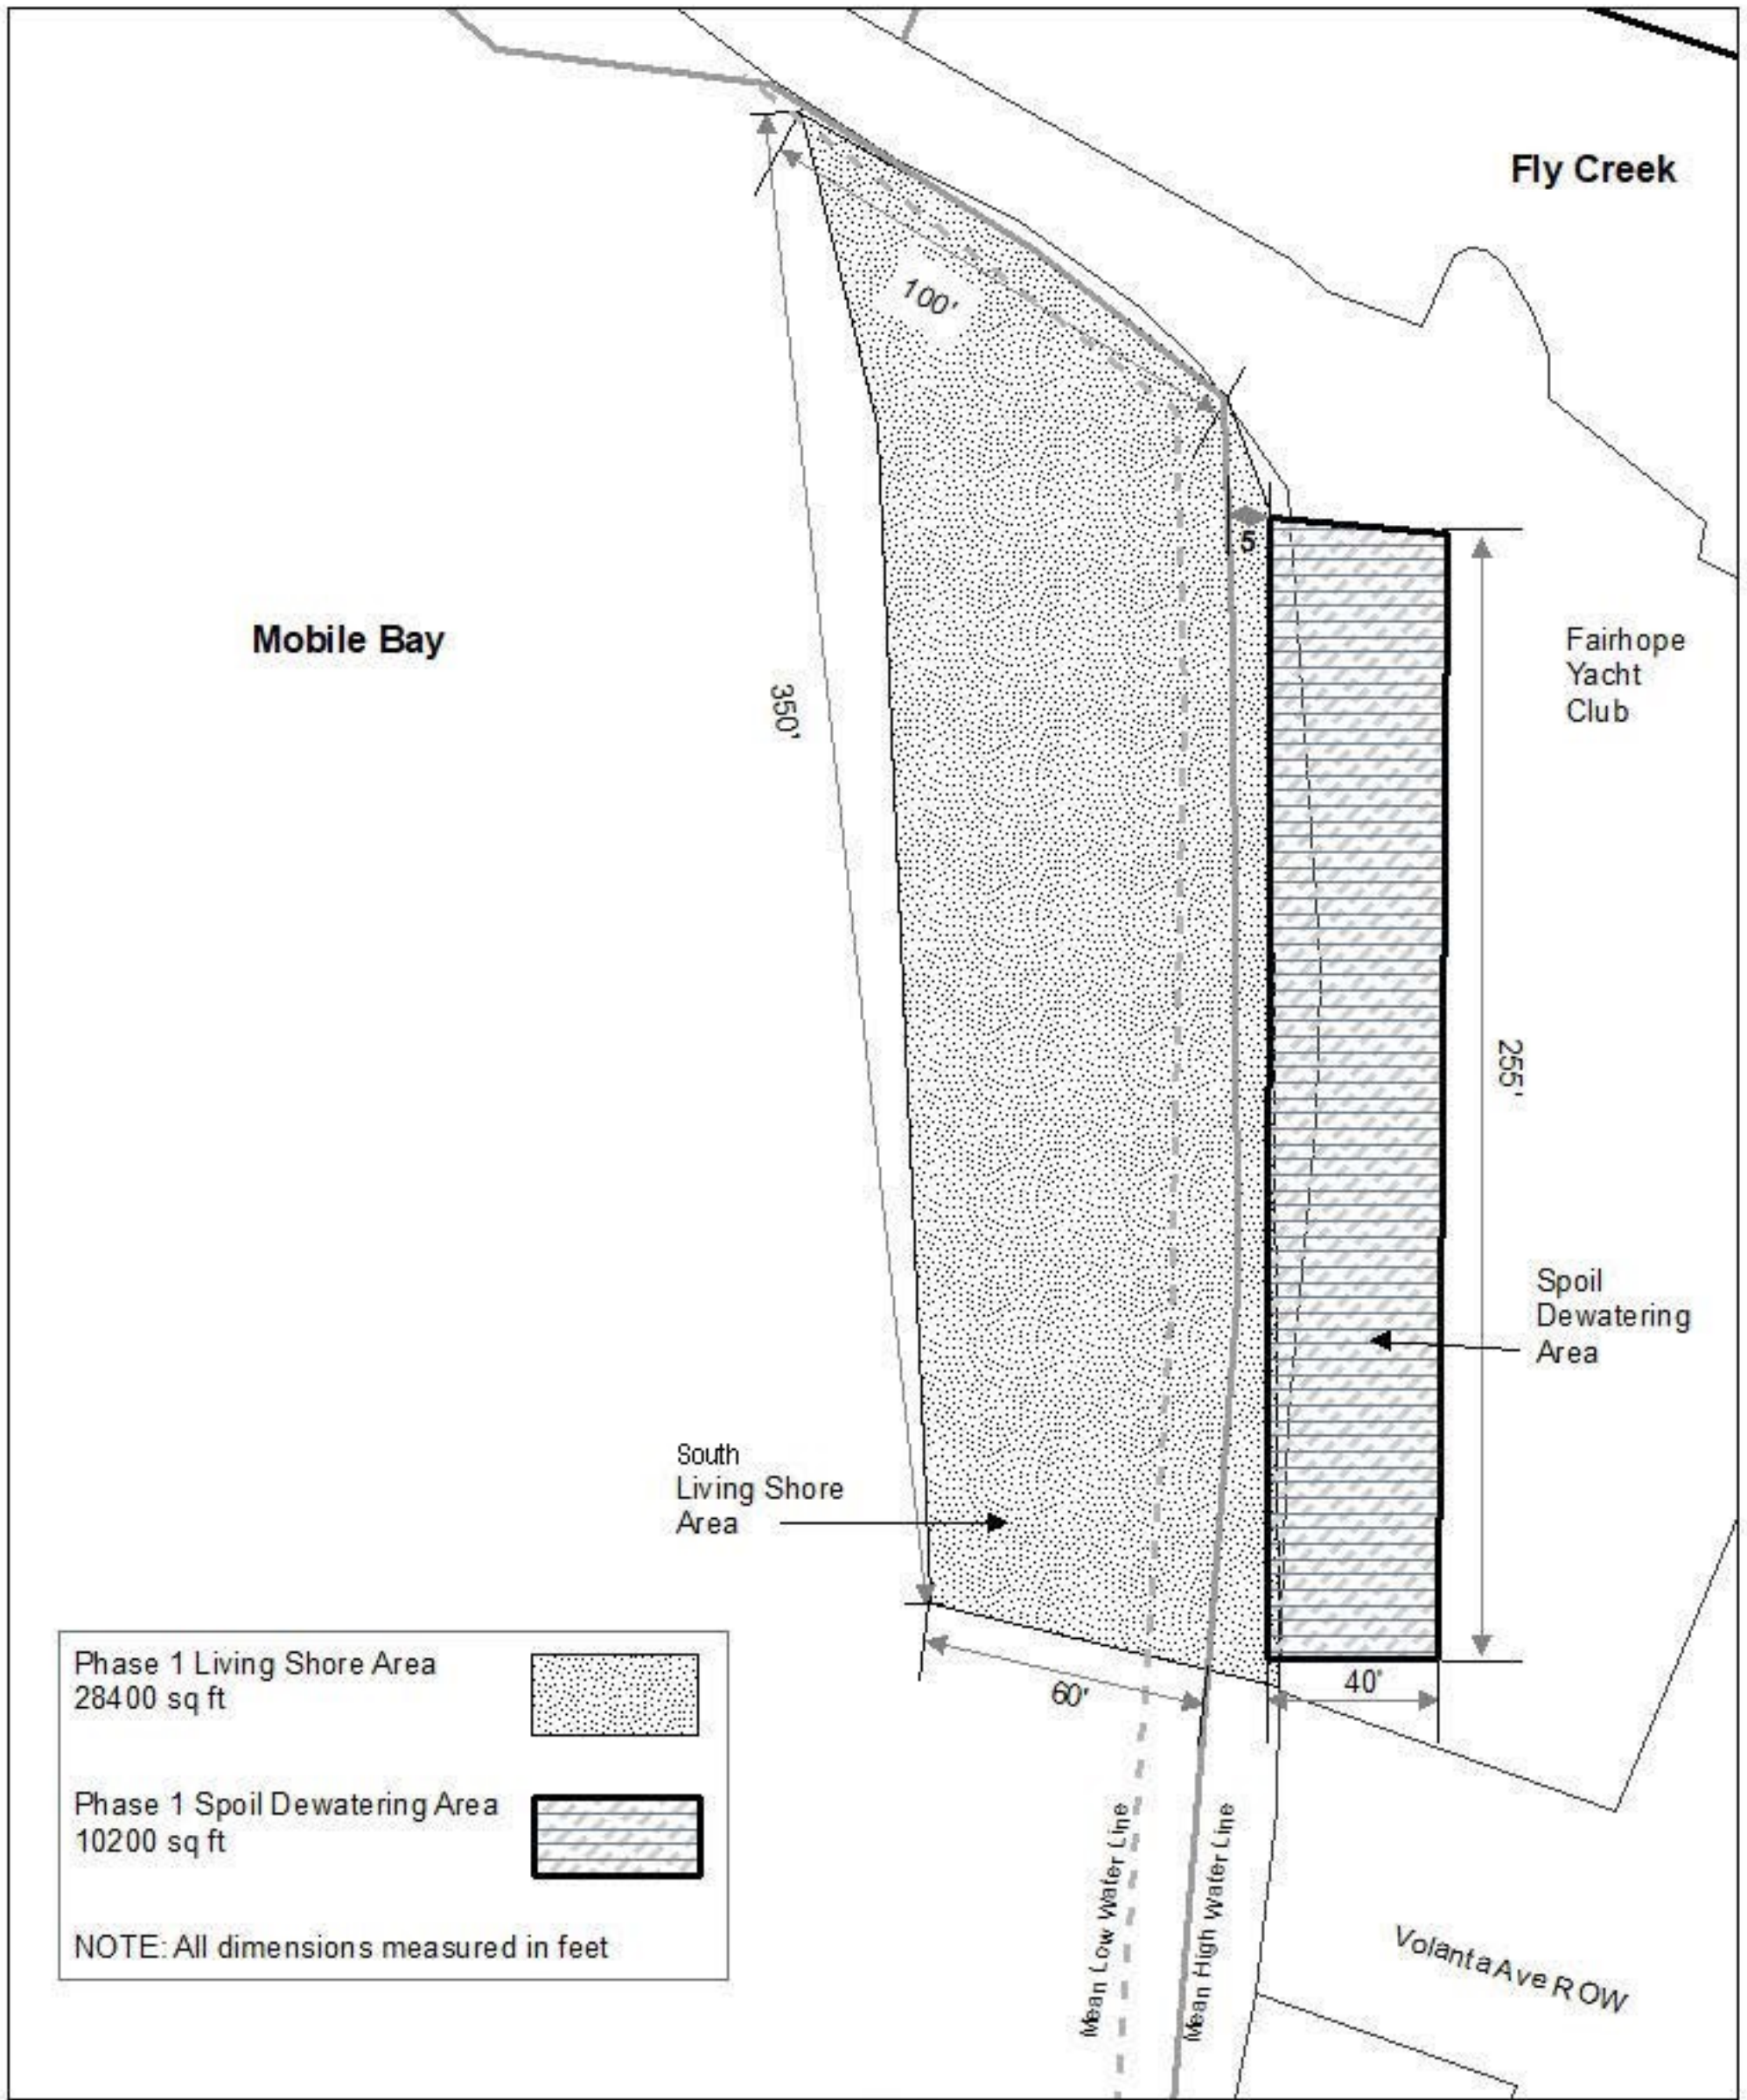 Fly Creek
100'
5
Mobile Bay
Fairhope
Yacht
Club
350'
255'
Spoil
Dewatering
Area
South
Living Shore
Area
60'
40'
Phase 1 Living Shore Area
28400 sq ft
Phase 1 Spoil Dewatering Area
10200 sq ft
NOTE: All dimensions measured in feet
Mean Low Water Line
Mean High Water Line
Volanta Ave ROW